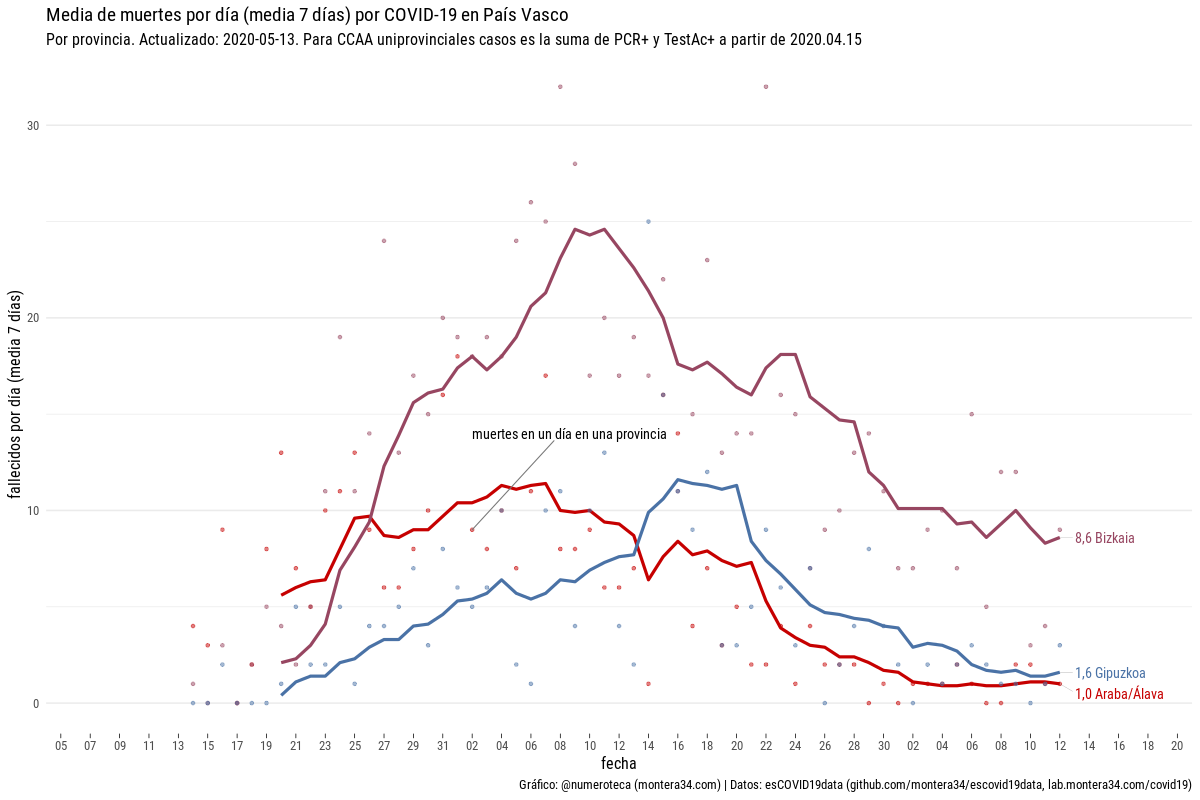 Media de muertes por día (media 7 días) por COVID-19 en País Vasco
Por provincia. Actualizado: 2020-05-13. Para CCAA uniprovinciales casos es la suma de PCR+ y TestAc+ a partir de 2020.04.15
fallecidos por día (media 7 días)
30
20
10
0
muertes en un día en una provincia
8,6 Bizkaia
1,6 Gipuzkoa
1,0 Araba/Álava
05 07 09 11 13 15 17 19 21 23 25 27 29 31 02 04 06 08 10 12 14 16 18 20 22 24 26 28 30 02 04 06 08 10 12 14 16 18 20
fecha
Gráfico: @numeroteca (montera34.com) | Datos: esCOVID19data (github.com/montera34/escovid19data, lab.montera34.com/covid19)